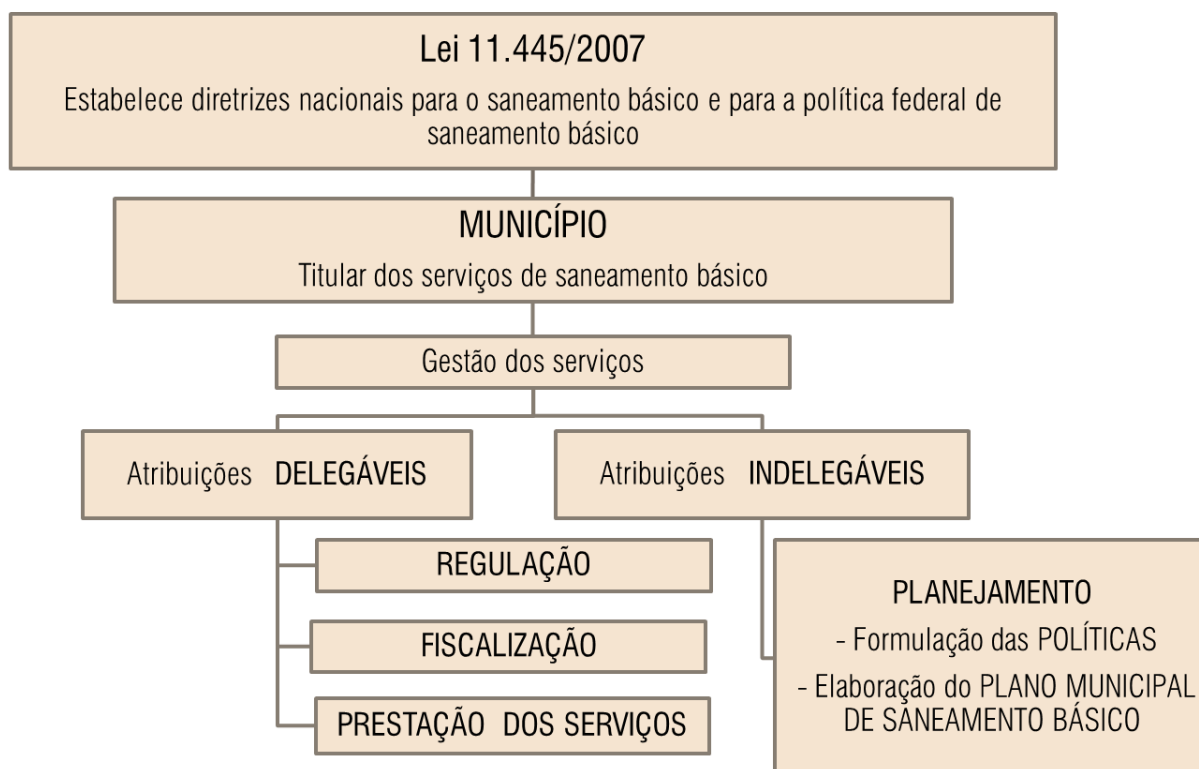 Lei 11.445/2007
Estabelece diretrizes nacionais para o saneamento básico e para a política federal de
saneamento básico
MUNICÍPIO
Titular dos serviços de saneamento básico
Gestão dos serviços
Atribuições DELEGÁVEIS
REGULAÇÃO
FISCALIZAÇÃO
PRESTAÇÃO DOS SERVIÇOS
Atribuições INDELEGÁVEIS
PLANEJAMENTO
- Formulação das POLÍTICAS
- Elaboração do PLANO MUNICIPAL
DE SANEAMENTO BÁSICO